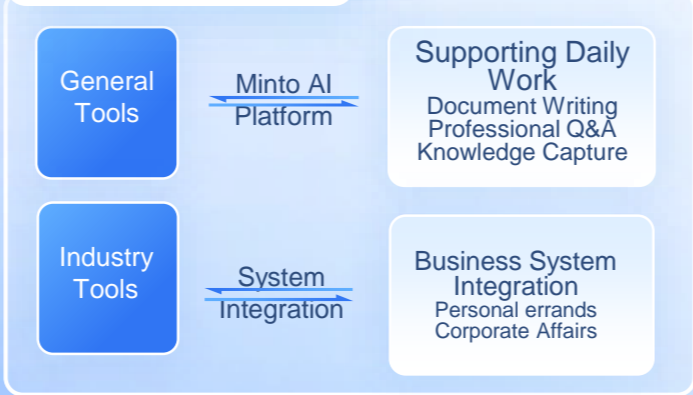 General
Tools
Minto AI
Platform
Supporting Daily
Work
Document Writing
Professional Q&A
Knowledge Capture
Industry
Tools
System
Integration
Business System
Integration
Personal errands
Corporate Affairs